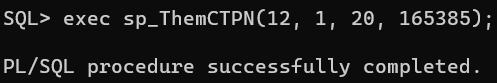 SQL> exec sp_ThemCTPN(12, 1, 20, 165385);
PL/SQL procedure successfully completed.